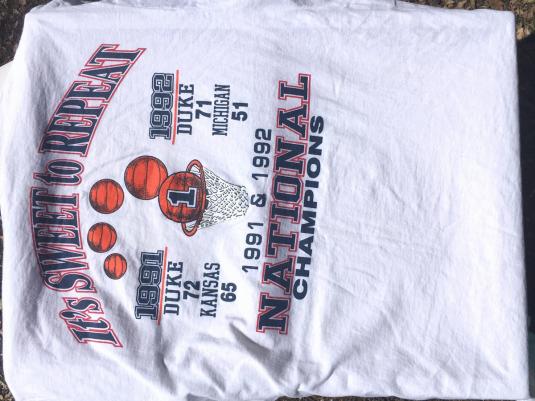 It's SWEET to REPEAT
1991
DUKE
72
KANSAS
65
1
1992
DUKE
71
MICHIGAN
51
1991 & 1992
NATIONAL
CHAMPIONS